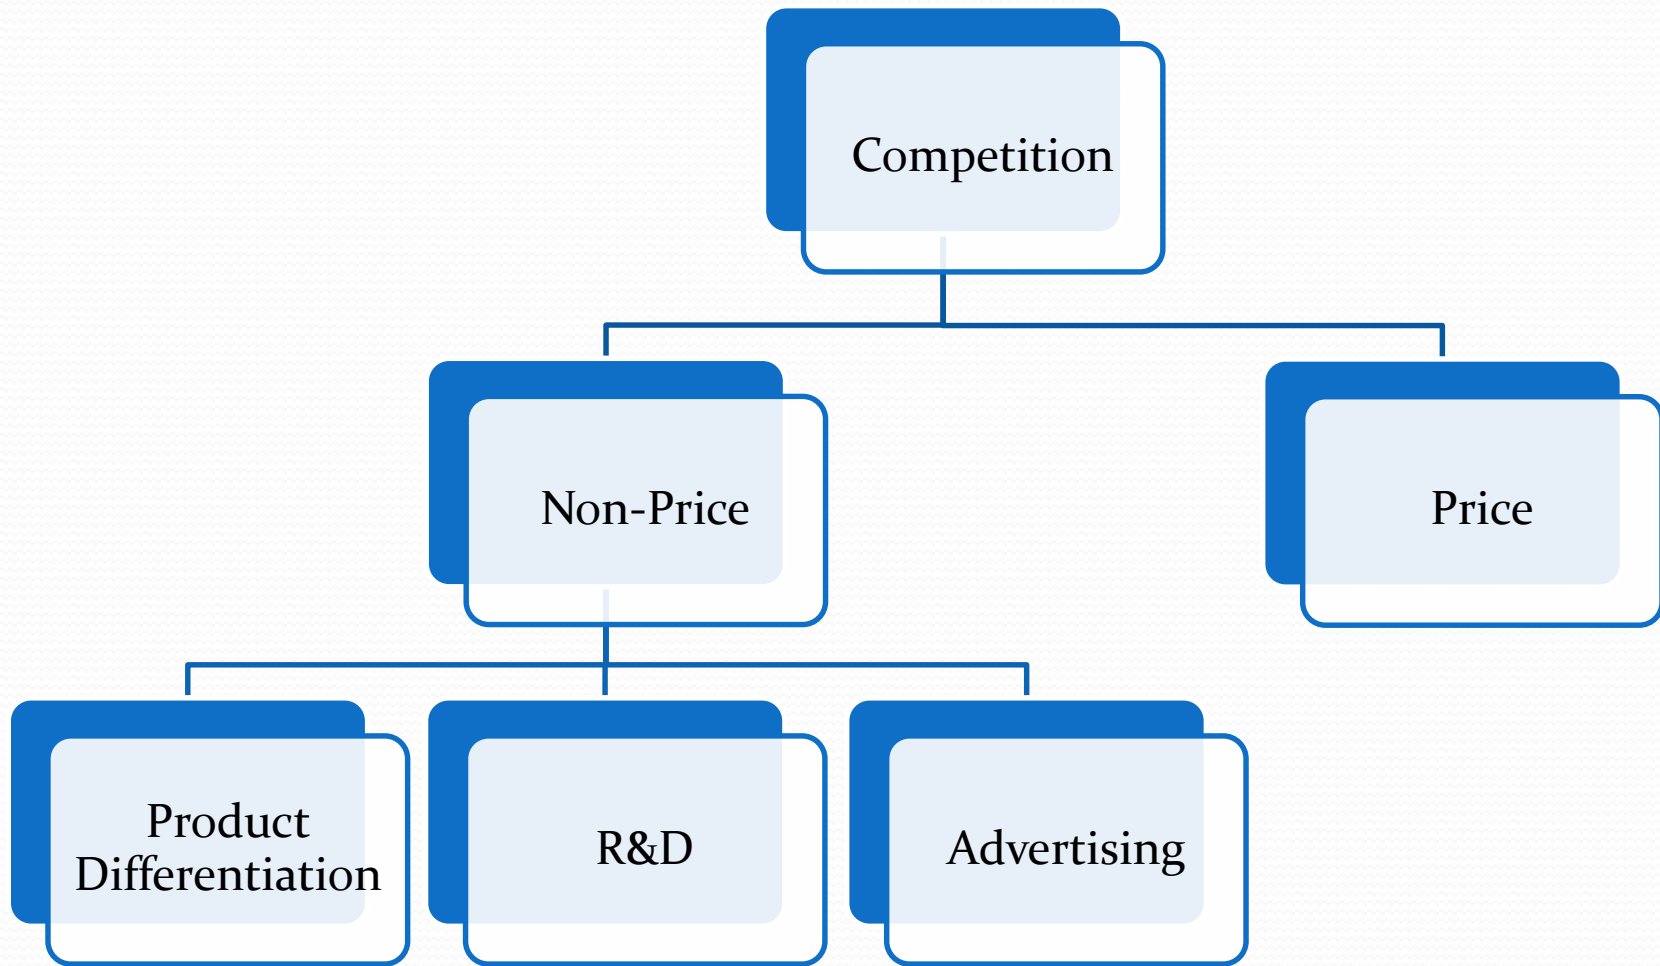 Competition
Non-Price
Price
Product
Differentiation
R&D
Advertising